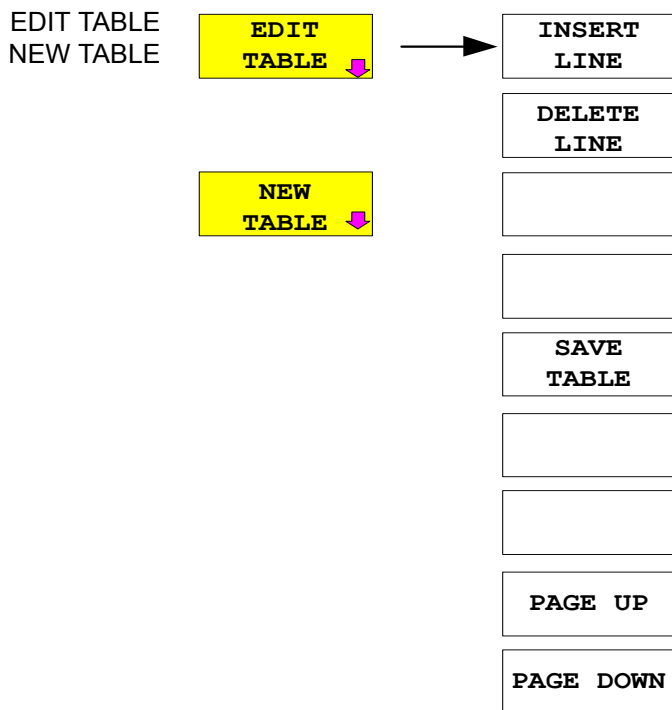 EDIT TABLE
NEW TABLE
EDIT
TABLE
INSERT
LINE
DELETE
LINE
NEW
TABLE
SAVE
TABLE
PAGE UP
PAGE DOWN